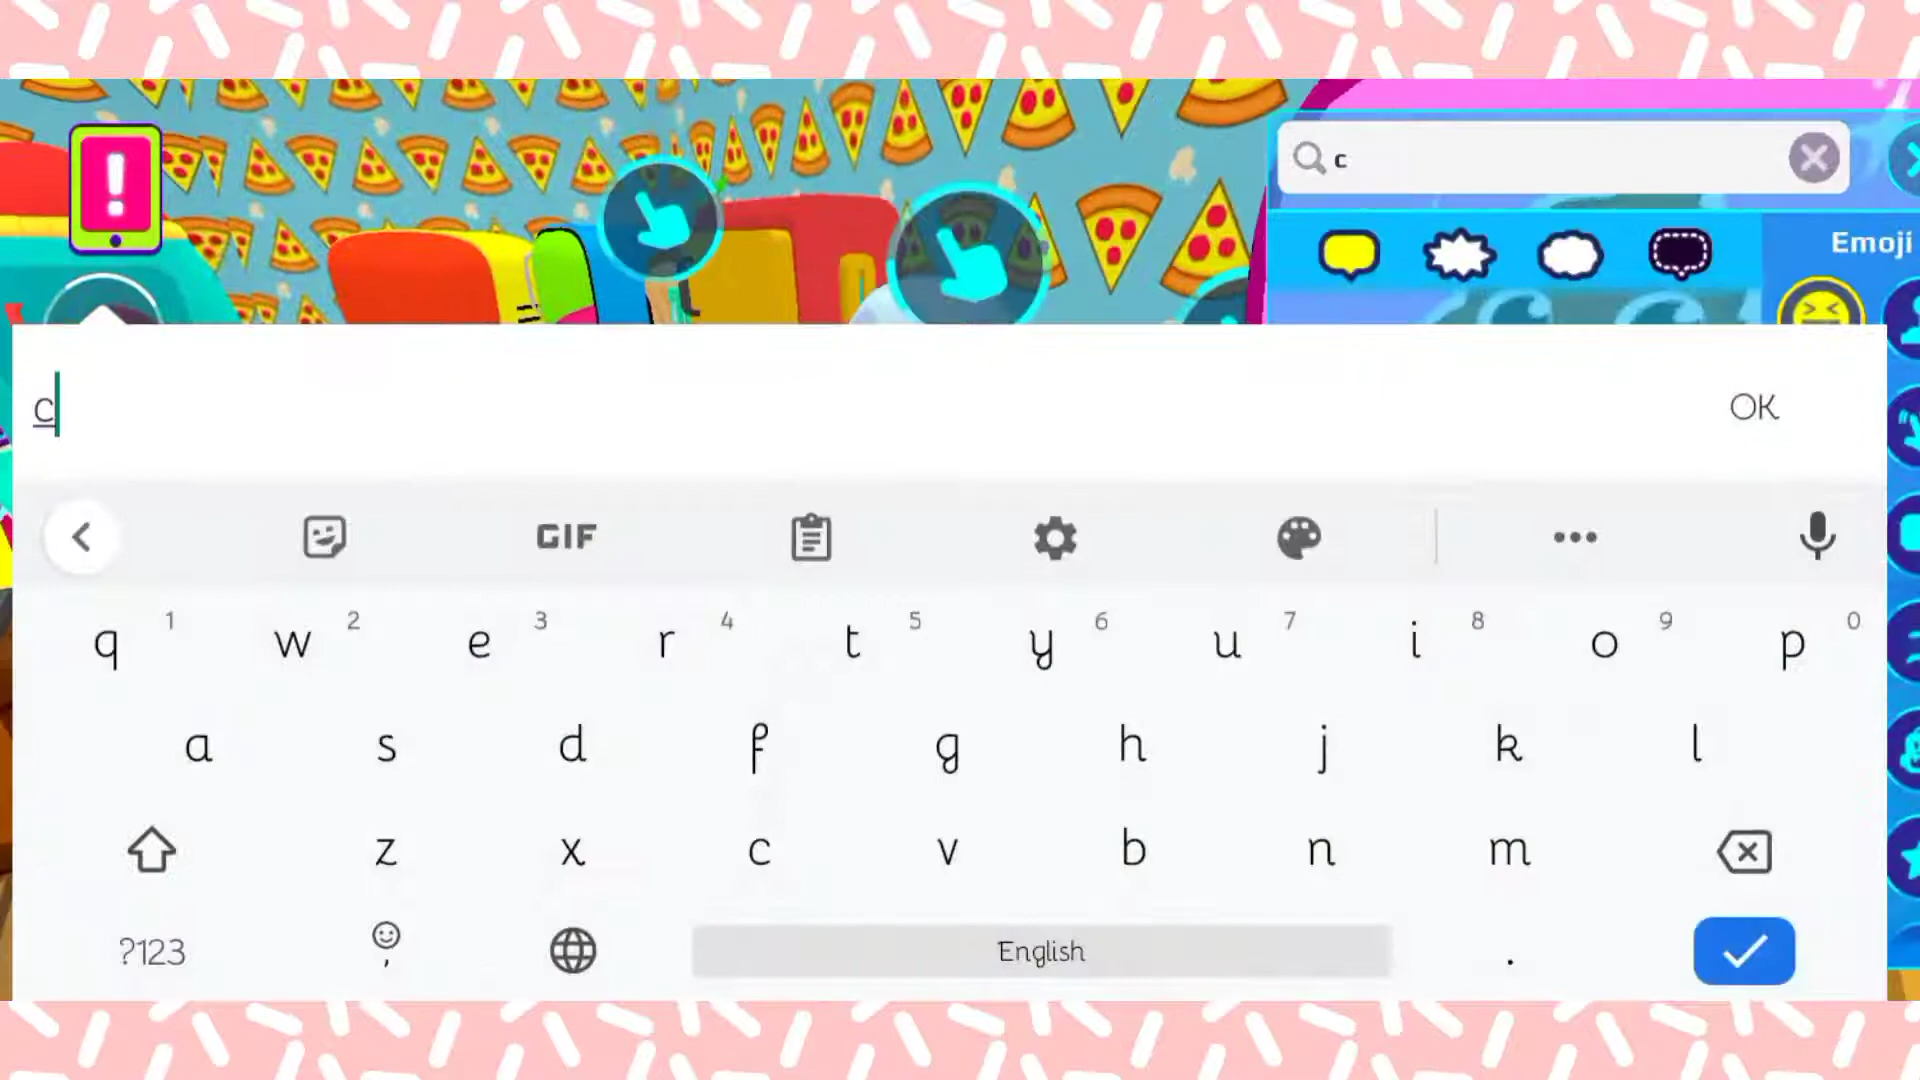 c
Emoji
c
OK
GIF
q 1 w 2 e 3 r 4 t 5 y 6 u 7 i 8 o 9 p 0
a s d f g h j k l
z x c v b n m
?123 , English .